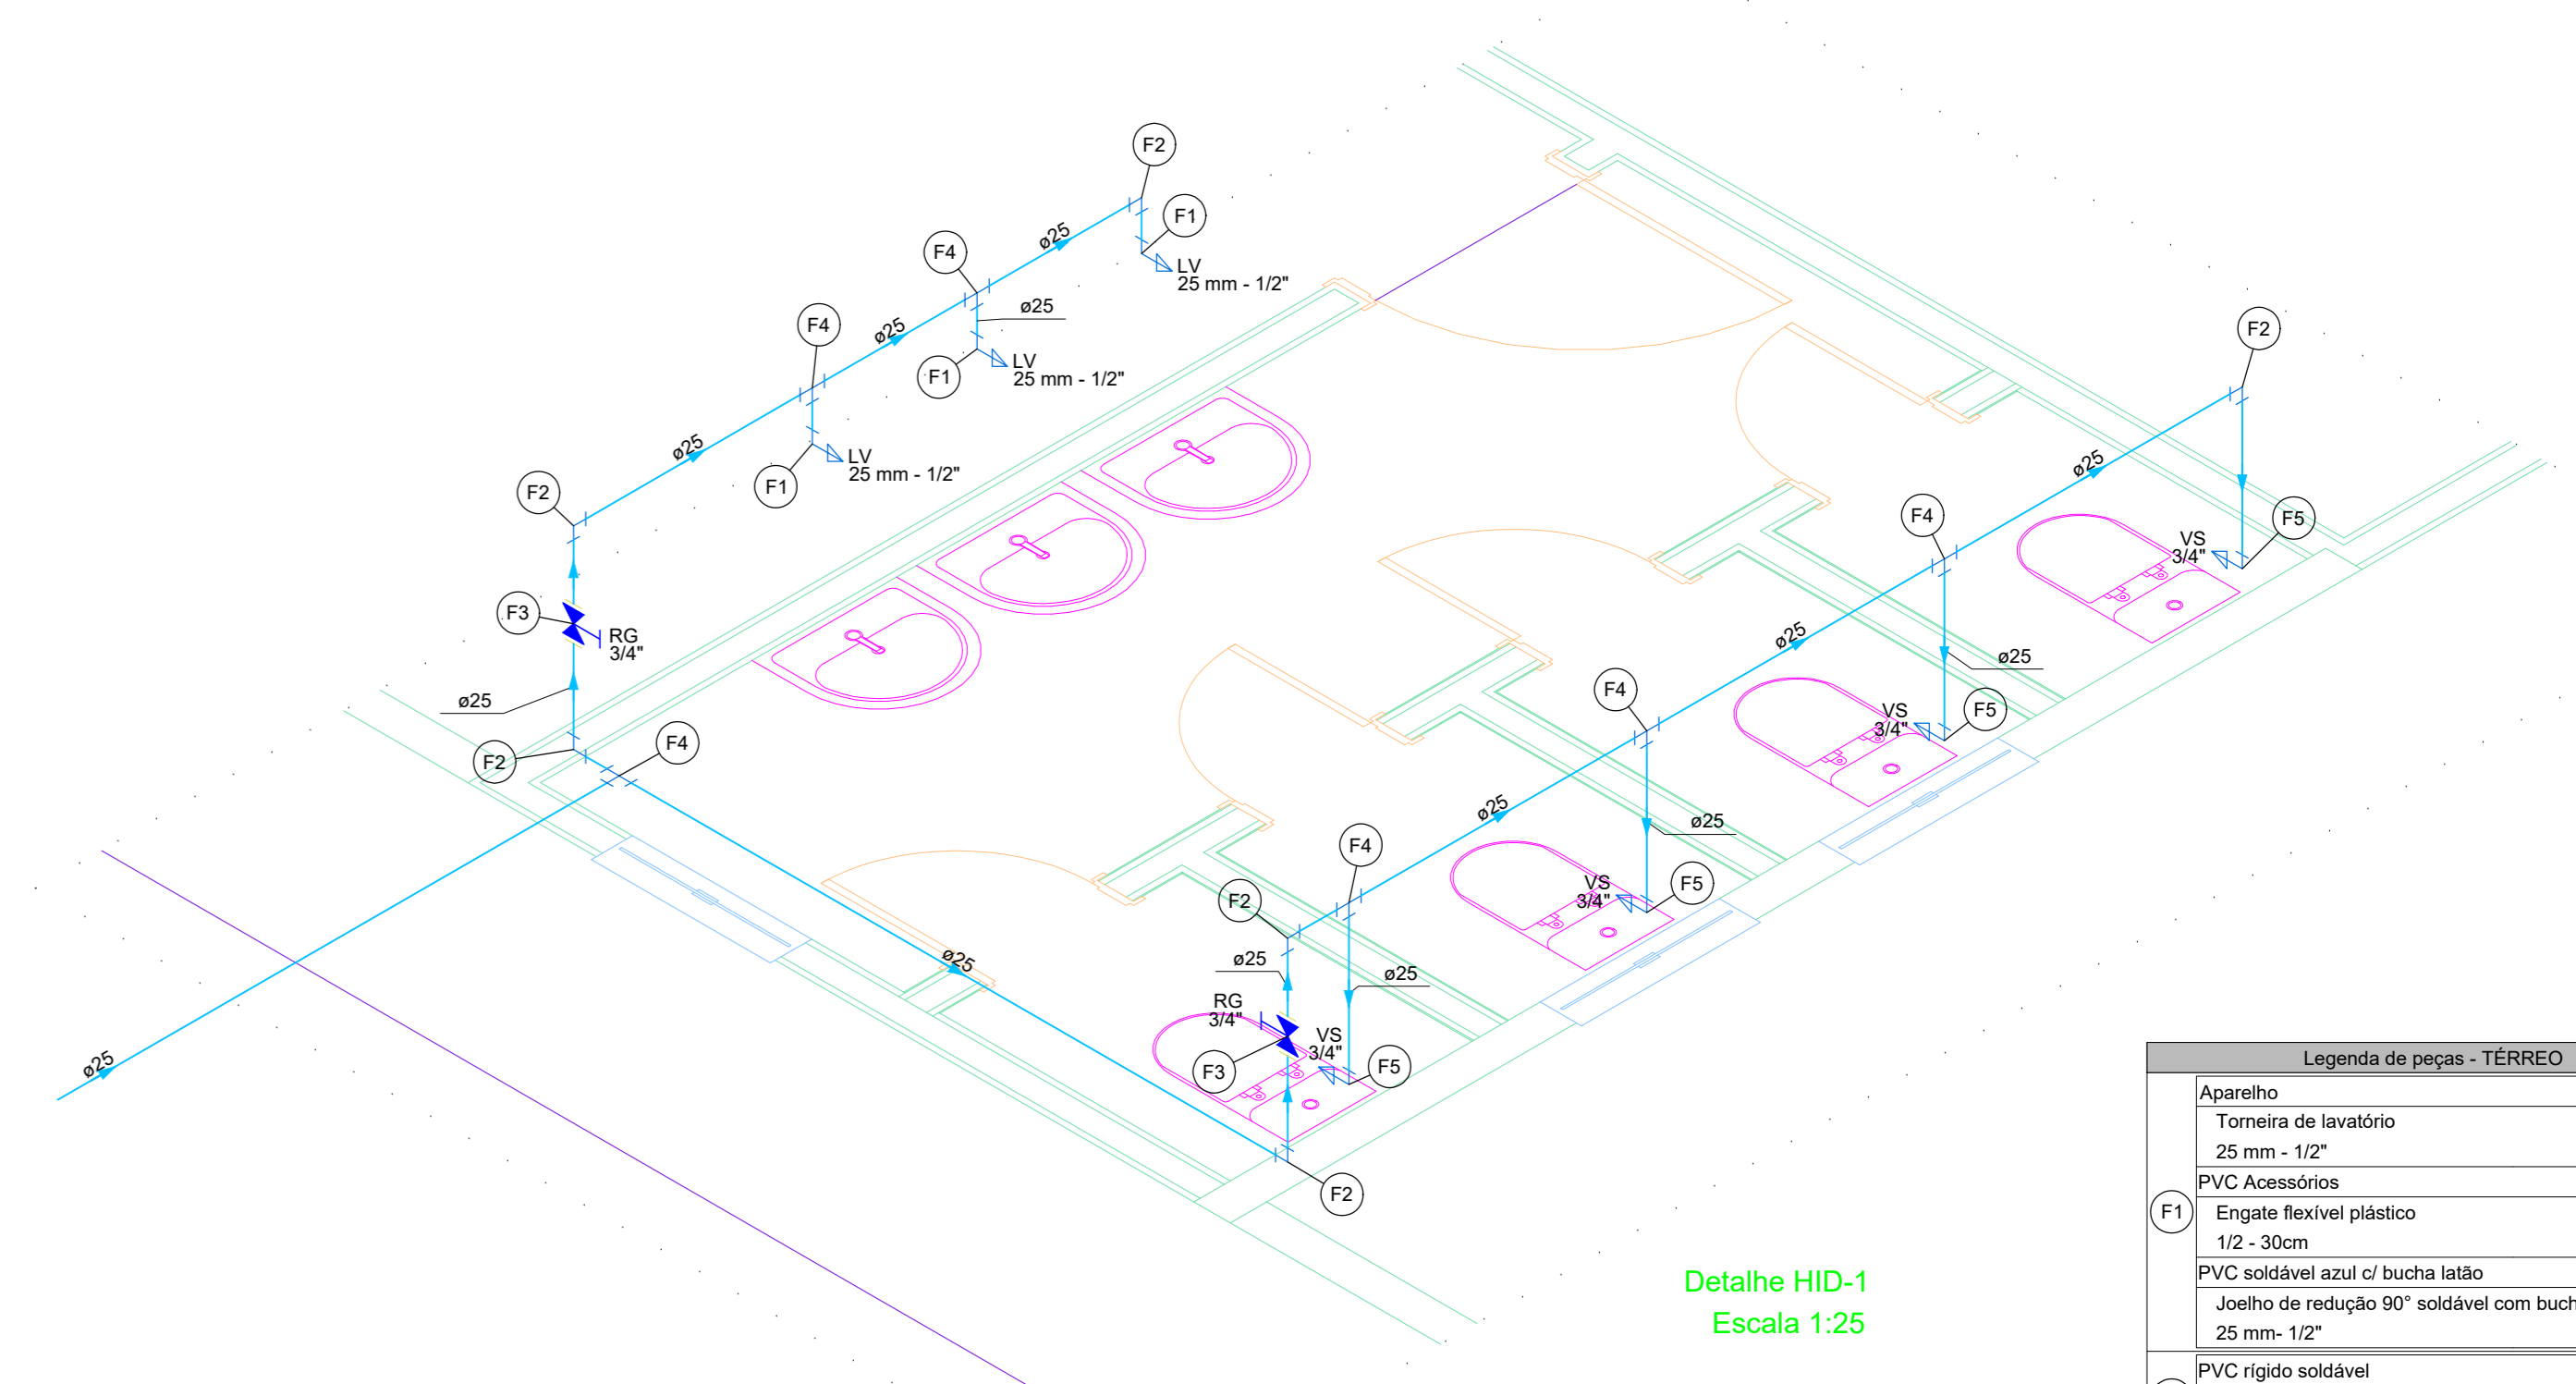 F2
F1
ø25
F4
LV
25 mm - 1/2"
ø25
F4
ø25
F1
LV
25 mm - 1/2"
F2
ø25
F1
LV
25 mm - 1/2"
F2
ø25
F4
VS
3/4"
F5
F3
RG
3/4"
ø25
ø25
F4
ø25
VS
3/4"
F5
F2
F4
ø25
ø25
F4
VS
3/4"
F5
F2
ø25
ø25
ø25
RG
3/4"
VS
3/4"
F3
F5
ø25
F2
Detalhe HID-1
Escala 1:25
Legenda de peças - TÉRREO
Aparelho
Torneira de lavatório
25 mm - 1/2"
PVC Acessórios
F1
Engate flexível plástico
1/2 - 30cm
PVC soldável azul c/ bucha latão
Joelho de redução 90° soldável com buch
25 mm- 1/2"
PVC rígido soldável